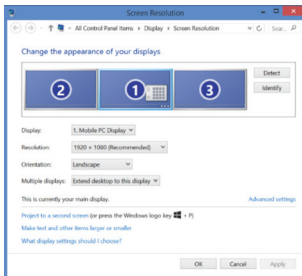 Screen Resolution
« All Control Panel Items › Display › Screen Resolution
Change the appearance of your displays
2 1 3
Detect
Identify
Display: 1. Mobile PC Display
Resolution: 1920 × 1080 (Recommended)
Orientation: Landscape
Multiple displays: Extend desktop to this display
This is currently your main display. Advanced settings
Project to a second screen (or press the Windows logo key + P)
Make text and other items larger or smaller
What display settings should I choose?
OK Cancel Apply